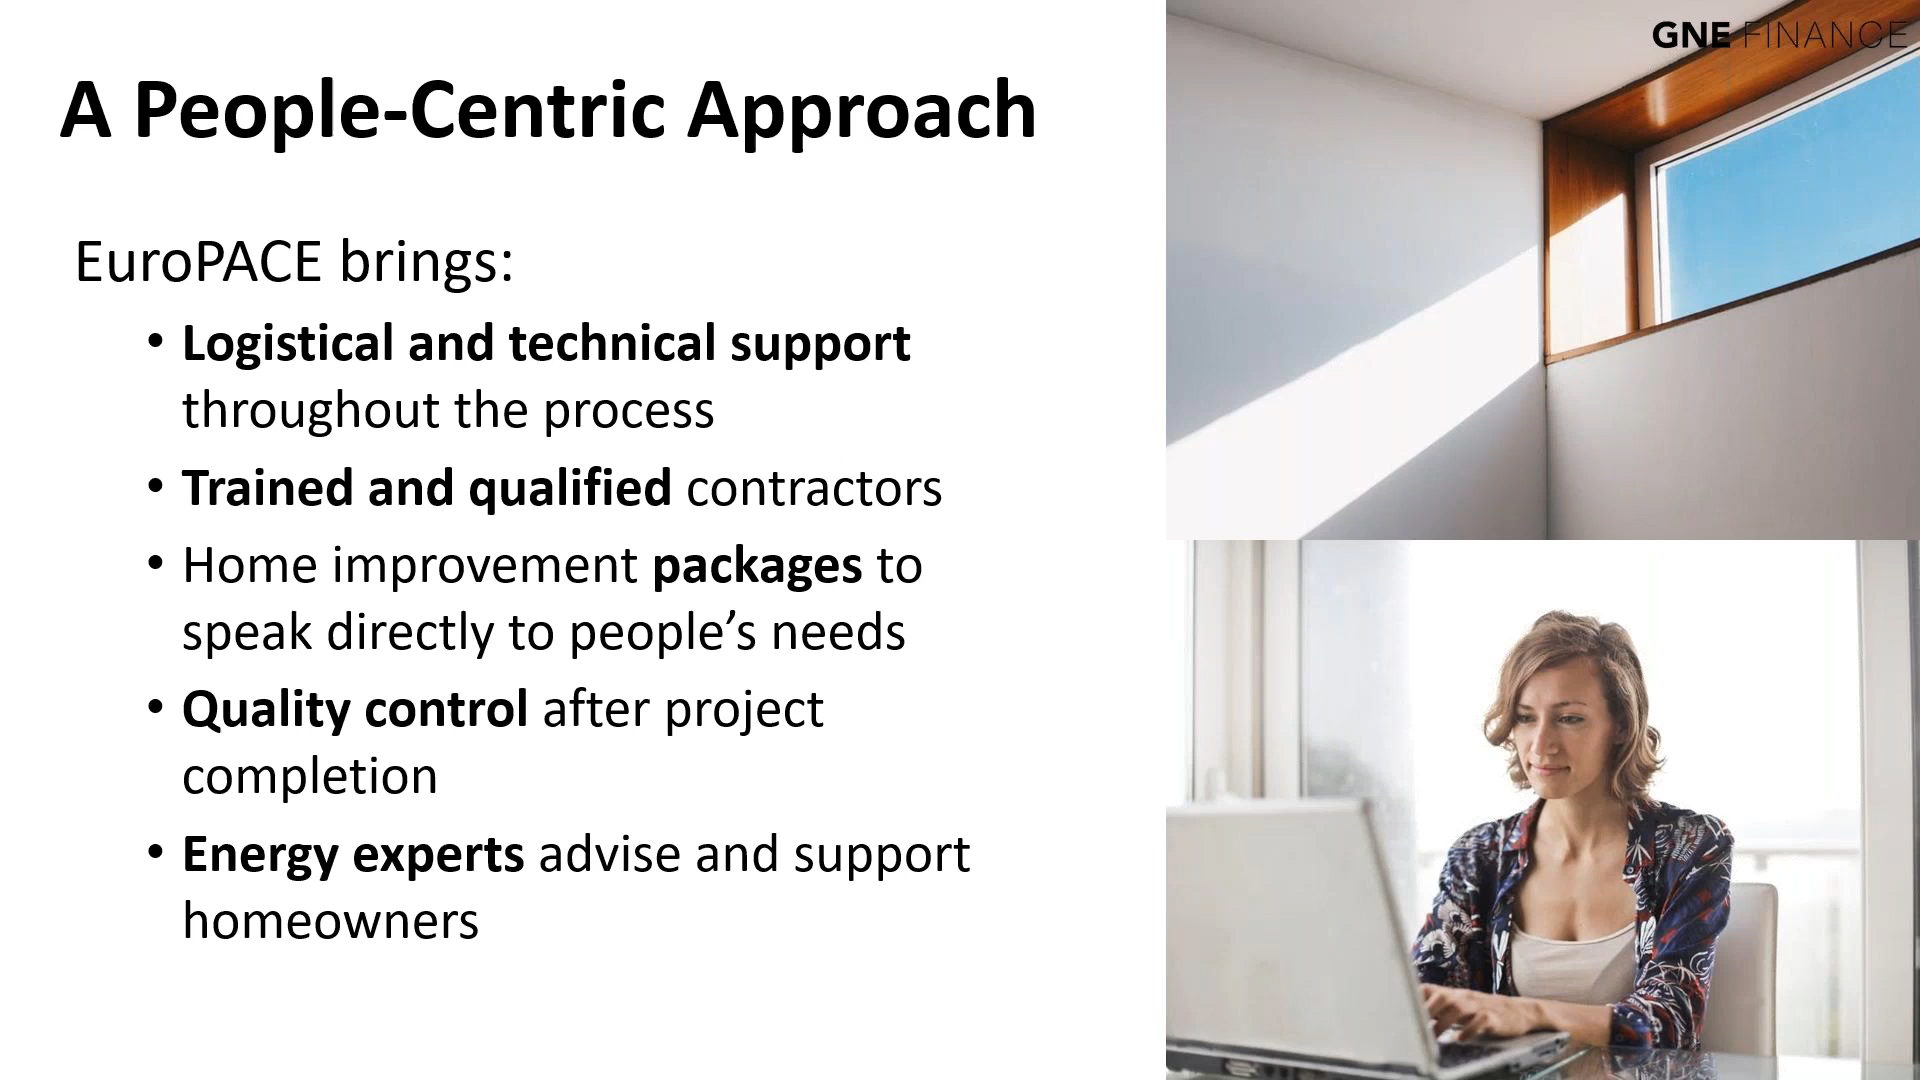 GNE FINANCE
A People-Centric Approach
EuroPACE brings:
• Logistical and technical support
throughout the process
• Trained and qualified contractors
• Home improvement packages to
speak directly to people’s needs
• Quality control after project
completion
• Energy experts advise and support
homeowners